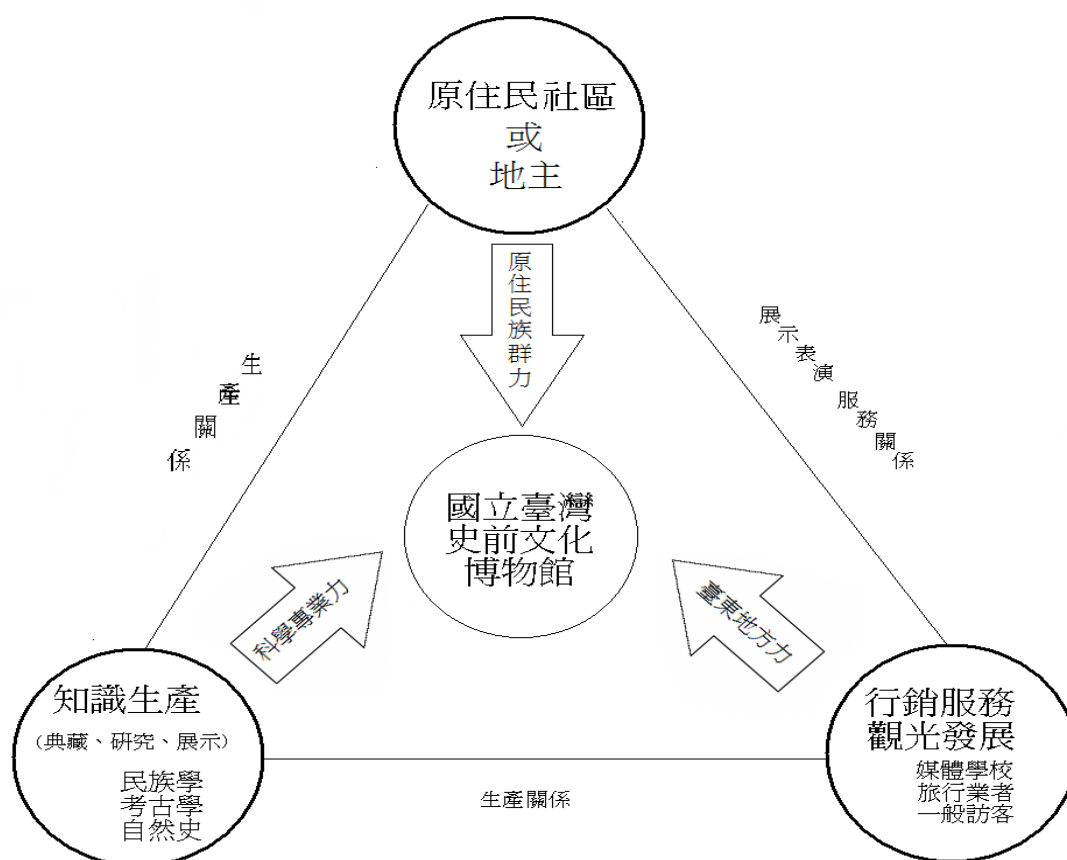 原住民社區
或
地主
原住民族群力
生產關係
展示表演服務關係
國立臺灣
史前文化
博物館
科學專業力
臺東地方力
知識生產
(典藏、研究、展示)
民族學
考古學
自然史
行銷服務
觀光發展
媒體學校
旅行業者
一般訪客
生產關係